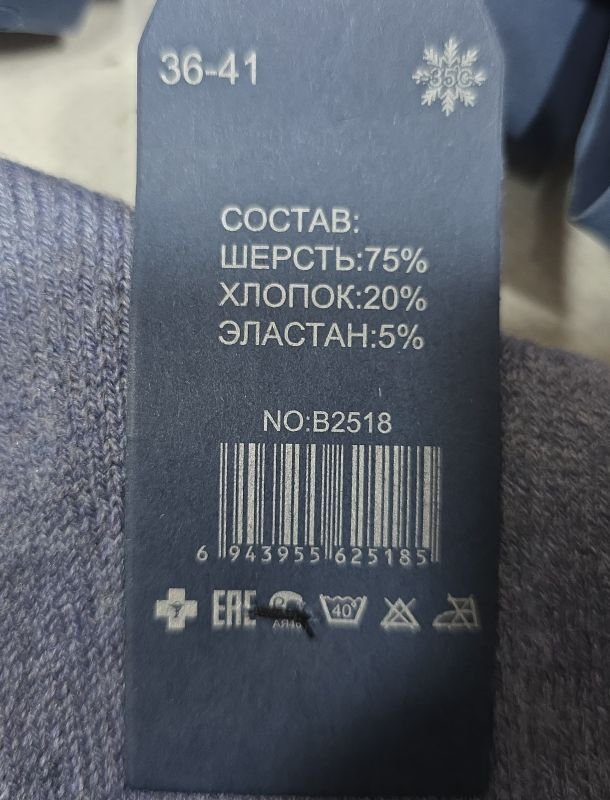 36-41
-35C
СОСТАВ:
ШЕРСТЬ:75%
ХЛОПОК:20%
ЭЛАСТАН:5%
NO:B2518
6 943955 625185
EAC
40°